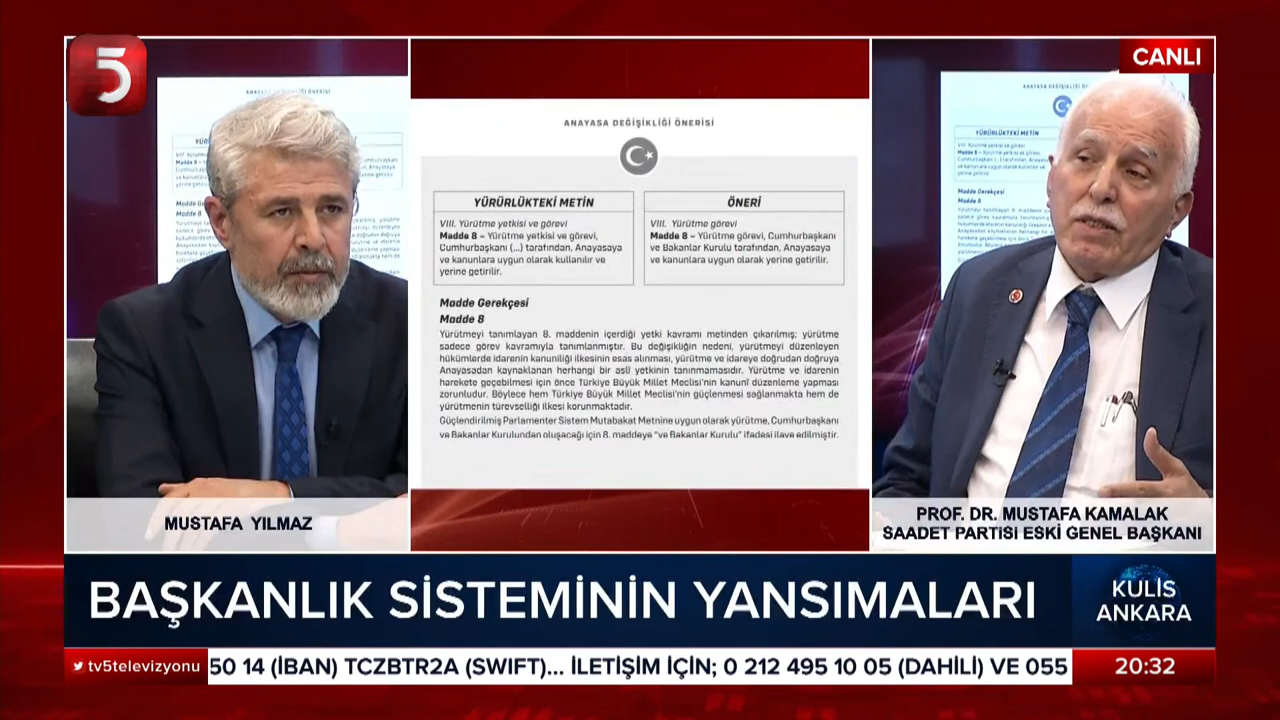 5
CANLI
ANAYASA DEĞİŞİKLİĞİ ÖNERİSİ
YÜRÜRLÜKTEKİ METİN
VIII. Yürütme yetkisi ve görevi
Madde 8 – Yürütme yetkisi ve görevi,
Cumhurbaşkanı (...) tarafından, Anayasaya
ve kanunlara uygun olarak kullanılır ve
yerine getirilir.
ÖNERİ
VIII. Yürütme görevi
Madde 8 – Yürütme görevi, Cumhurbaşkanı
ve Bakanlar Kurulu tarafından, Anayasaya
ve kanunlara uygun olarak yerine getirilir.
Madde Gerekçesi
Madde 8
Yürütmeyi tanımlayan 8. maddenin içerdiği yetki kavramı metinden çıkarılmış; yürütme
sadece görev kavramıyla tanımlanmıştır. Bu değişikliğin nedeni, yürütmeyi düzenleyen
hükümlerde idarenin kanuniliği ilkesinin esas alınması, yürütme ve idareye doğrudan doğruya
Anayasadan kaynaklanan herhangi bir asli yetkinin tanınmamasıdır. Yürütme ve idarenin
harekete geçebilmesi için önce Türkiye Büyük Millet Meclisi'nin kanunî düzenleme yapması
zorunludur. Böylece hem Türkiye Büyük Millet Meclisi'nin güçlenmesi sağlanmakta hem de
yürütmenin türevselliği ilkesi korunmaktadır.
Güçlendirilmiş Parlamenter Sistem Mutabakat Metnine uygun olarak yürütme, Cumhurbaşkanı
ve Bakanlar Kurulundan oluşacağı için 8. maddeye "ve Bakanlar Kurulu" ifadesi ilave edilmiştir.
MUSTAFA YILMAZ
PROF. DR. MUSTAFA KAMALAK
SAADET PARTİSİ ESKİ GENEL BAŞKANI
BAŞKANLIK SİSTEMİNİN YANSIMALARI
KULİS
ANKARA
tv5televizyonu
50 14 (İBAN) TCZBTR2A (SWIFT)... İLETİŞİM İÇİN; 0 212 495 10 05 (DAHİLİ) VE 055
20:32